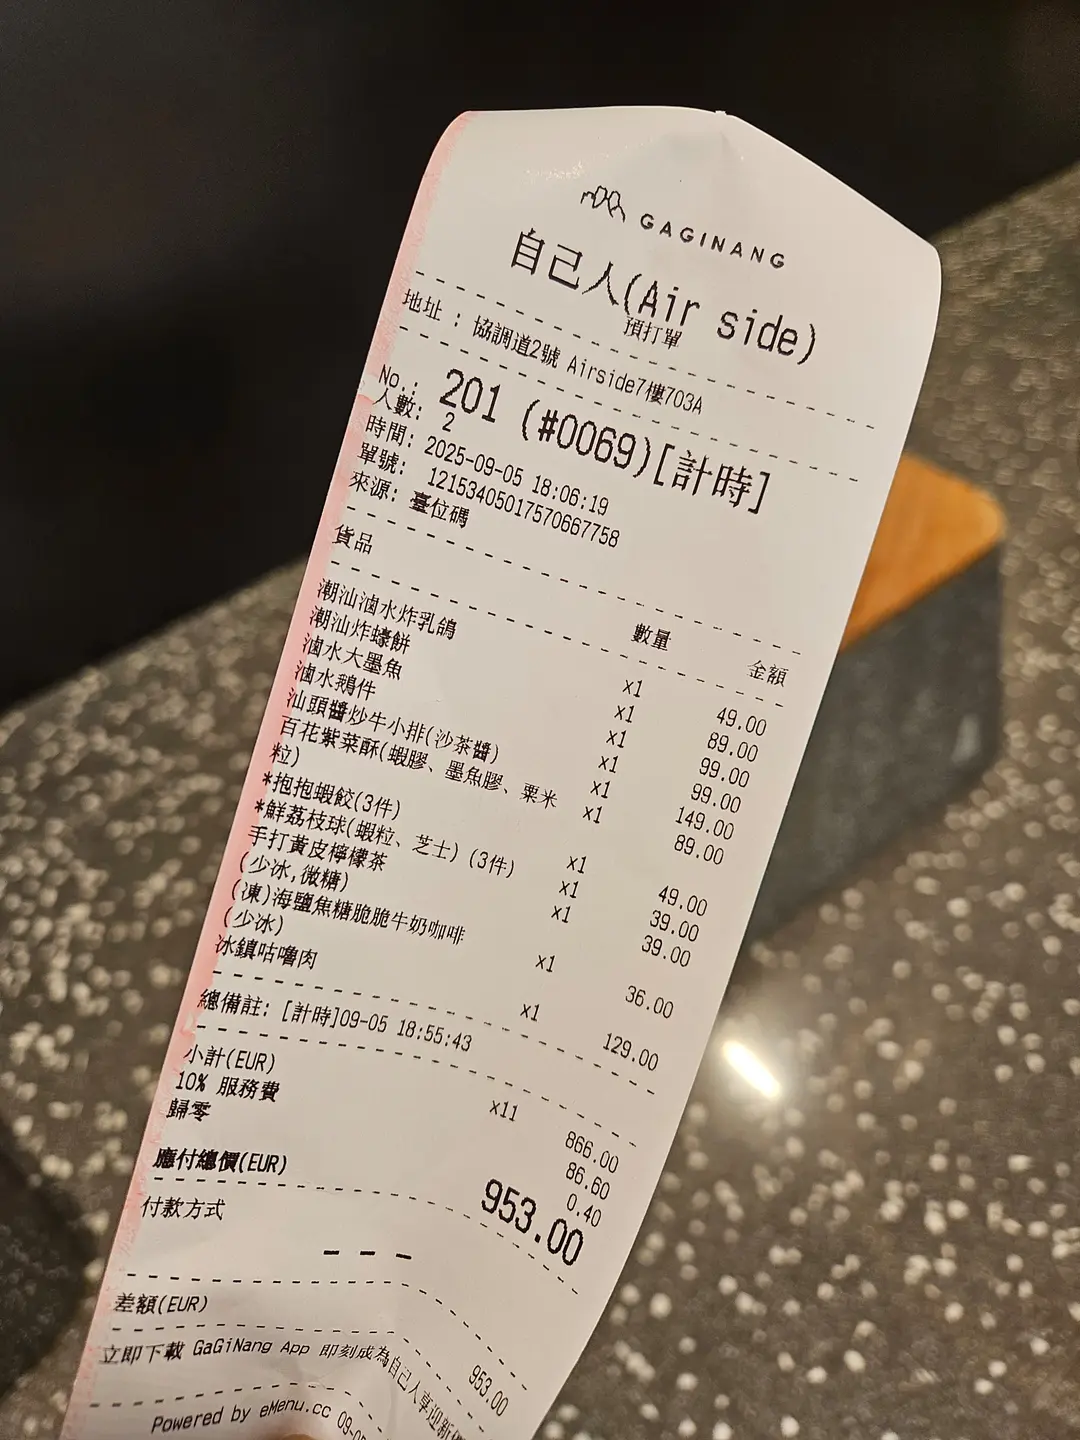 GAGINANG
自己人(Air side)
預打單
地址 : 協調道2號 Airside7樓703A
No.: 201 (#0069)[計時]
人數: 2
時間: 2025-09-05 18:06:19
單號: 12153405017570667758
來源: 臺位碼
貨品 數量 金額
潮汕滷水炸乳鴿 x1 49.00
潮汕炸蠔餅 x1 89.00
滷水大墨魚 x1 99.00
滷水鵝件 x1 99.00
汕頭醬炒牛小排(沙茶醬) x1 149.00
百花紫菜酥(蝦膠、墨魚膠、粟米 x1 89.00
粒)
*抱抱蝦餃(3件) x1 49.00
*鮮荔枝球(蝦粒、芝士) (3件) x1 39.00
手打黃皮檸檬茶 x1 39.00
(少冰,微糖)
(凍)海鹽焦糖脆脆牛奶咖啡 x1 36.00
(少冰)
冰鎮咕嚕肉 x1 129.00
總備註: [計時]09-05 18:55:43
小計(EUR) x11 866.00
10% 服務費 86.60
歸零 0.40
應付總價(EUR) 953.00
付款方式
---
差額(EUR) 953.00
立即下載 GaGiNang App 即刻成為自己人享迎新
Powered by eMenu.cc 09-05